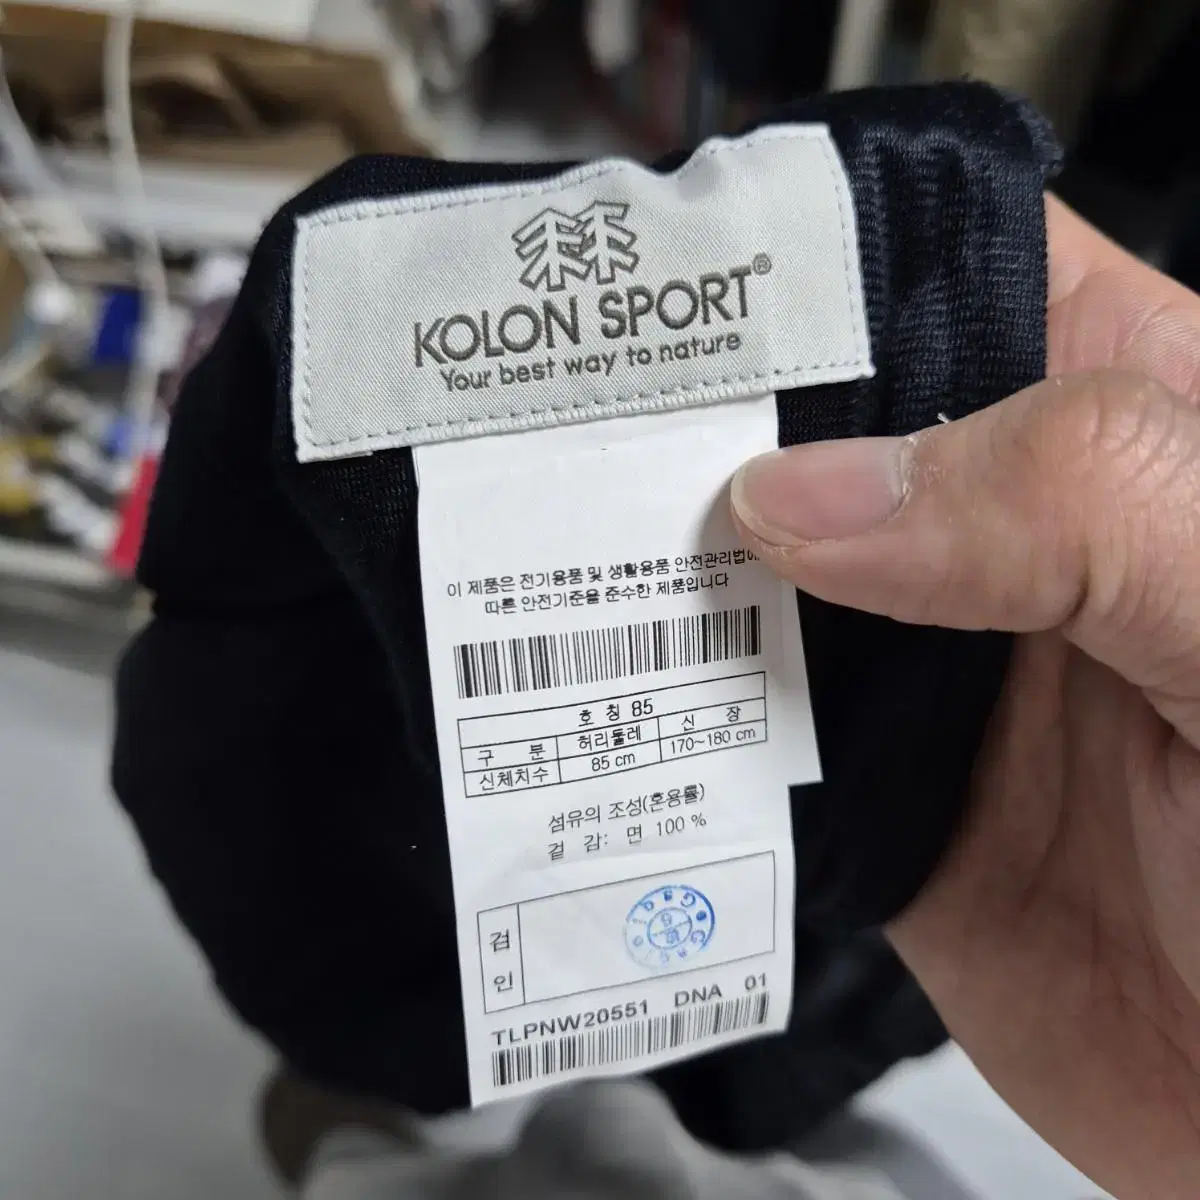 KOLON SPORT®
Your best way to nature
이 제품은 전기용품 및 생활용품 안전관리법에
따른 안전기준을 준수한 제품입니다
호 칭 85
구 분 허리둘레 신 장
신체치수 85 cm 170~180 cm
섬유의 조성(혼용률)
겉 감: 면 100 %
검
인
TLPNW20551 DNA 01